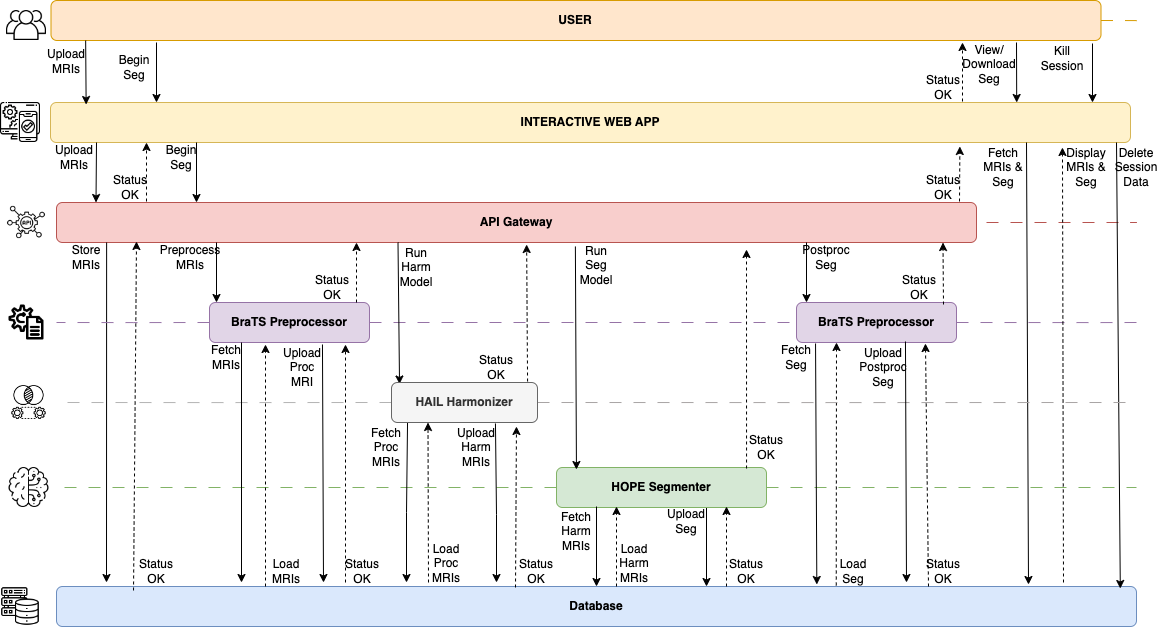 USER
Upload
MRIs
Begin
Seg
Status
OK
View/
Download
Seg
Kill
Session
INTERACTIVE WEB APP
Upload
MRIs
Status
OK
Begin
Seg
Status
OK
Fetch
MRIs &
Seg
Display
MRIs &
Seg
Delete
Session
Data
API
API Gateway
Store
MRIs
Preprocess
MRIs
Status
OK
Run
Harm
Model
Run
Seg
Model
Postproc
Seg
Status
OK
BraTS Preprocessor
BraTS Preprocessor
Fetch
MRIs
Upload
Proc
MRI
Status
OK
Fetch
Seg
Upload
Postproc
Seg
HAIL Harmonizer
Fetch
Proc
MRIs
Upload
Harm
MRIs
Status
OK
HOPE Segmenter
Fetch
Harm
MRIs
Upload
Seg
Status
OK
Load
MRIs
Status
OK
Load
Proc
MRIs
Status
OK
Load
Harm
MRIs
Status
OK
Load
Seg
Status
OK
Database